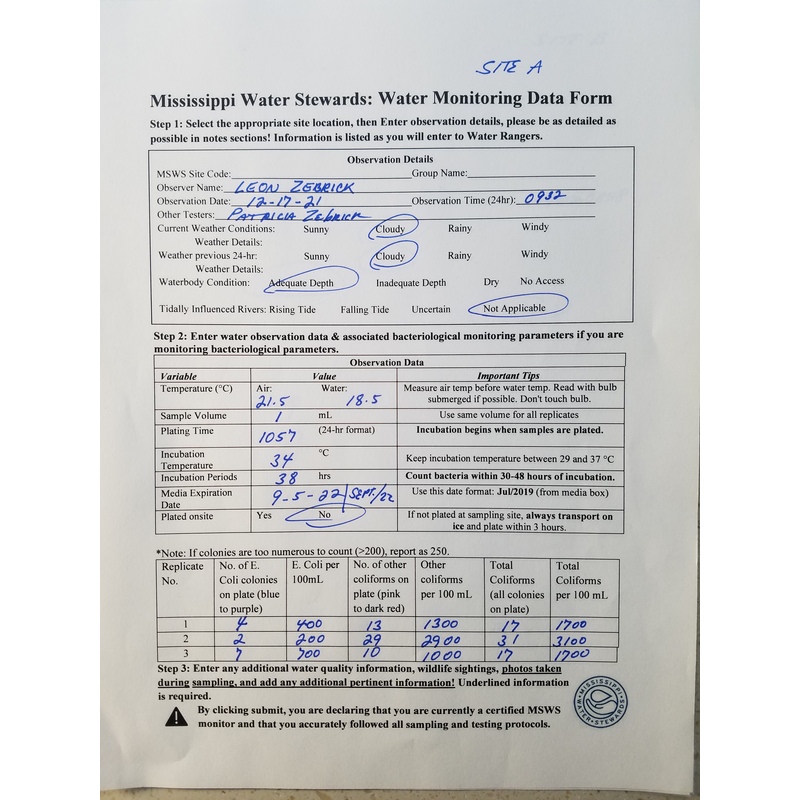 SITE A
Mississippi Water Stewards: Water Monitoring Data Form
Step 1: Select the appropriate site location, then Enter observation details, please be as detailed as
possible in notes sections! Information is listed as you will enter to Water Rangers.
Observation Details
MSWS Site Code: Group Name:
Observer Name: LEON ZEBRICK
Observation Date: 12-17-21 Observation Time (24hr): 0932
Other Testers: PATRICIA ZEBRICK
Current Weather Conditions: Sunny Cloudy Rainy Windy
Weather Details:
Weather previous 24-hr: Sunny Cloudy Rainy Windy
Weather Details:
Waterbody Condition: Adequate Depth Inadequate Depth Dry No Access
Tidally Influenced Rivers: Rising Tide Falling Tide Uncertain Not Applicable
Step 2: Enter water observation data & associated bacteriological monitoring parameters if you are
monitoring bacteriological parameters.
Observation Data
Variable Value Important Tips
Temperature (°C) Air: Water: Measure air temp before water temp. Read with bulb
21.5 18.5 submerged if possible. Don't touch bulb.
Sample Volume 1 mL Use same volume for all replicates
Plating Time 1057 (24-hr format) Incubation begins when samples are plated.
Incubation
Temperature 34 °C Keep incubation temperature between 29 and 37 °C
Incubation Periods 38 hrs Count bacteria within 30-48 hours of incubation.
Media Expiration
Date 9-5-22 SEPT/22 Use this date format: Jul/2019 (from media box)
Plated onsite Yes No If not plated at sampling site, always transport on
ice and plate within 3 hours.
*Note: If colonies are too numerous to count (>200), report as 250.
Replicate No. of E. E. Coli per No. of other Other Total Total
No. Coli colonies 100mL coliforms on coliforms Coliforms Coliforms
on plate (blue plate (pink per 100 mL (all colonies per 100 mL
to purple) to dark red) on plate)
1 4 400 13 1300 17 1700
2 2 200 29 2900 31 3100
3 7 700 10 1000 17 1700
Step 3: Enter any additional water quality information, wildlife sightings, photos taken
during sampling, and add any additional pertinent information! Underlined information
is required.
By clicking submit, you are declaring that you are currently a certified MSWS
monitor and that you accurately followed all sampling and testing protocols.
MISSISSIPPI WATER STEWARDS